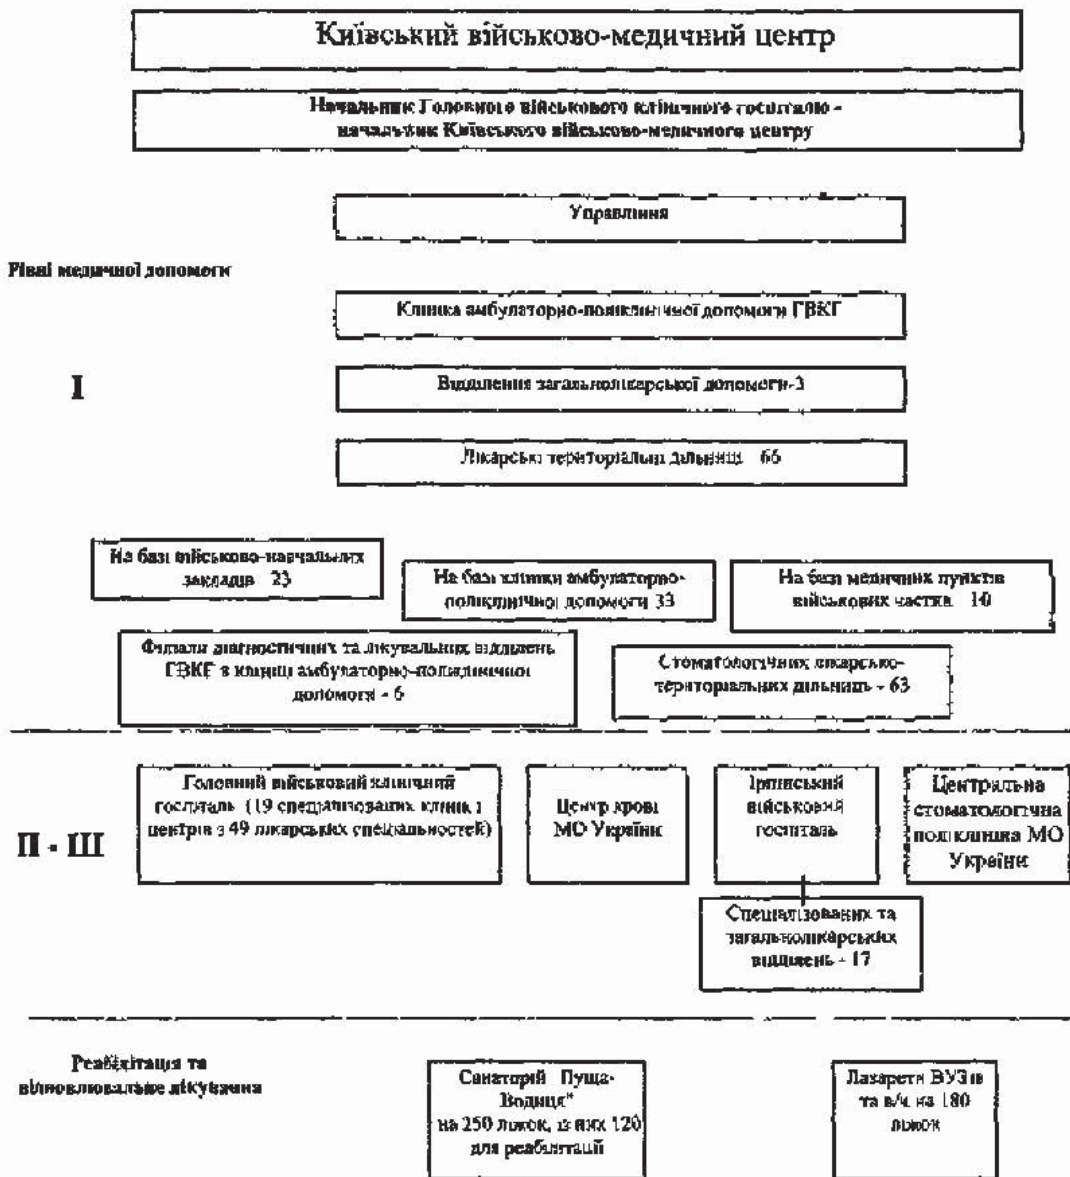 Київський військово-медичний центр
Начальник Головного військового клінічного госпіталю -
начальник Київського військово-медичного центру
Управління
Рівні медичної допомоги
Клініка амбулаторно-поліклінічної допомоги ГВКГ
I
Відділення загальнолікарської допомоги-3
Лікарські територіальні дільниці 66
На базі військово-навчальних
закладів 23
На базі клініки амбулаторно-
поліклінічної допомоги 33
На базі медичних пунктів
військових частин 10
Філіали діагностичних та лікувальних відділень
ГВКГ в клініці амбулаторно-поліклінічної
допомоги - 6
Стоматологічних лікарсько-
територіальних дільниць - 63
II - III
Головний військовий клінічний
госпіталь (19 спеціалізованих клінік і
центрів з 49 лікарських спеціальностей)
Центр крові
МО України
Ірпінський
військовий
госпіталь
Центральна
стоматологічна
поліклініка МО
України
Спеціалізованих та
загальнолікарських
відділень - 17
Реабілітація та
відновлювальне лікування
Санаторій Пуща-
Водиця"
на 250 ліжок, із них 120
для реабілітації
Лазарети ВУЗів
та в/ч на 180
ліжок